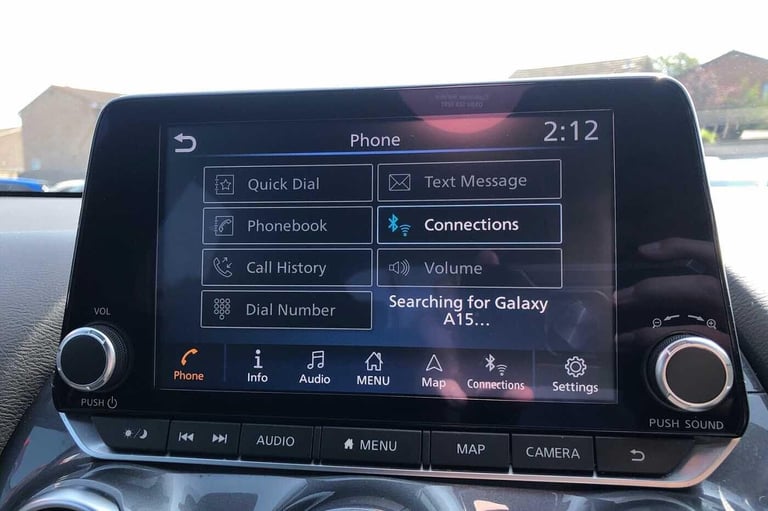 Phone
2:12
Quick Dial
Text Message
Phonebook
Connections
Call History
Volume
Dial Number
Searching for Galaxy
A15...
Phone
Info
Audio
MENU
Map
Connections
Settings
VOL
PUSH
PUSH SOUND
AUDIO
MENU
MAP
CAMERA